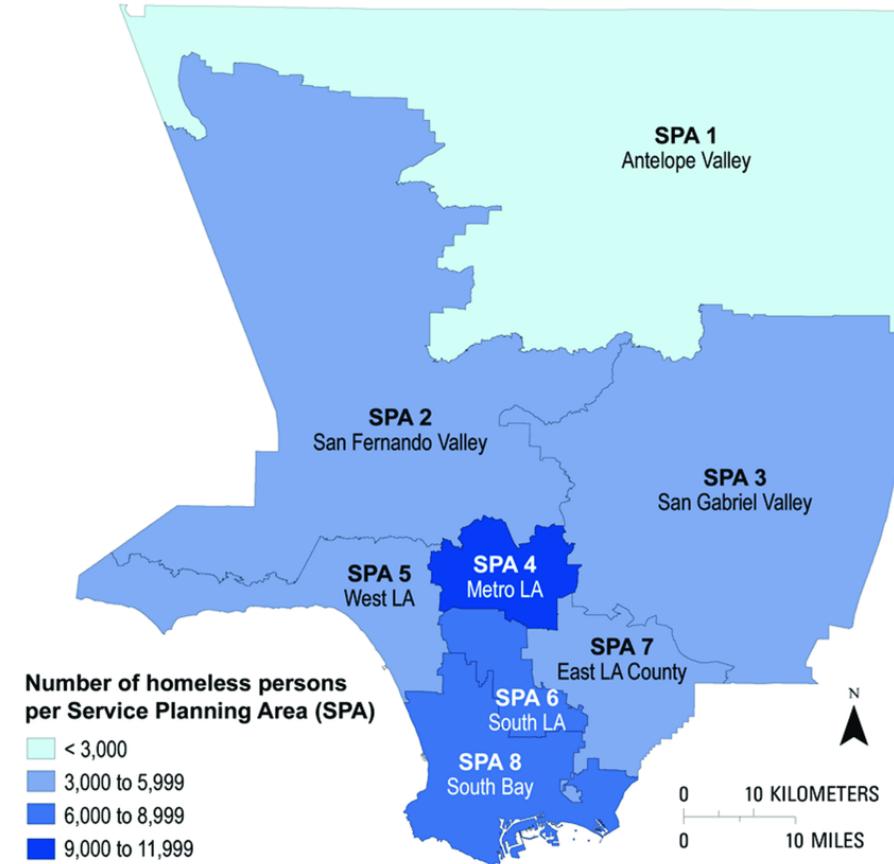 SPA 1
Antelope Valley
SPA 2
San Fernando Valley
SPA 3
San Gabriel Valley
SPA 4
Metro LA
SPA 5
West LA
SPA 7
East LA County
SPA 6
South LA
SPA 8
South Bay
Number of homeless persons
per Service Planning Area (SPA)
< 3,000
3,000 to 5,999
6,000 to 8,999
9,000 to 11,999
N
0 10 KILOMETERS
0 10 MILES